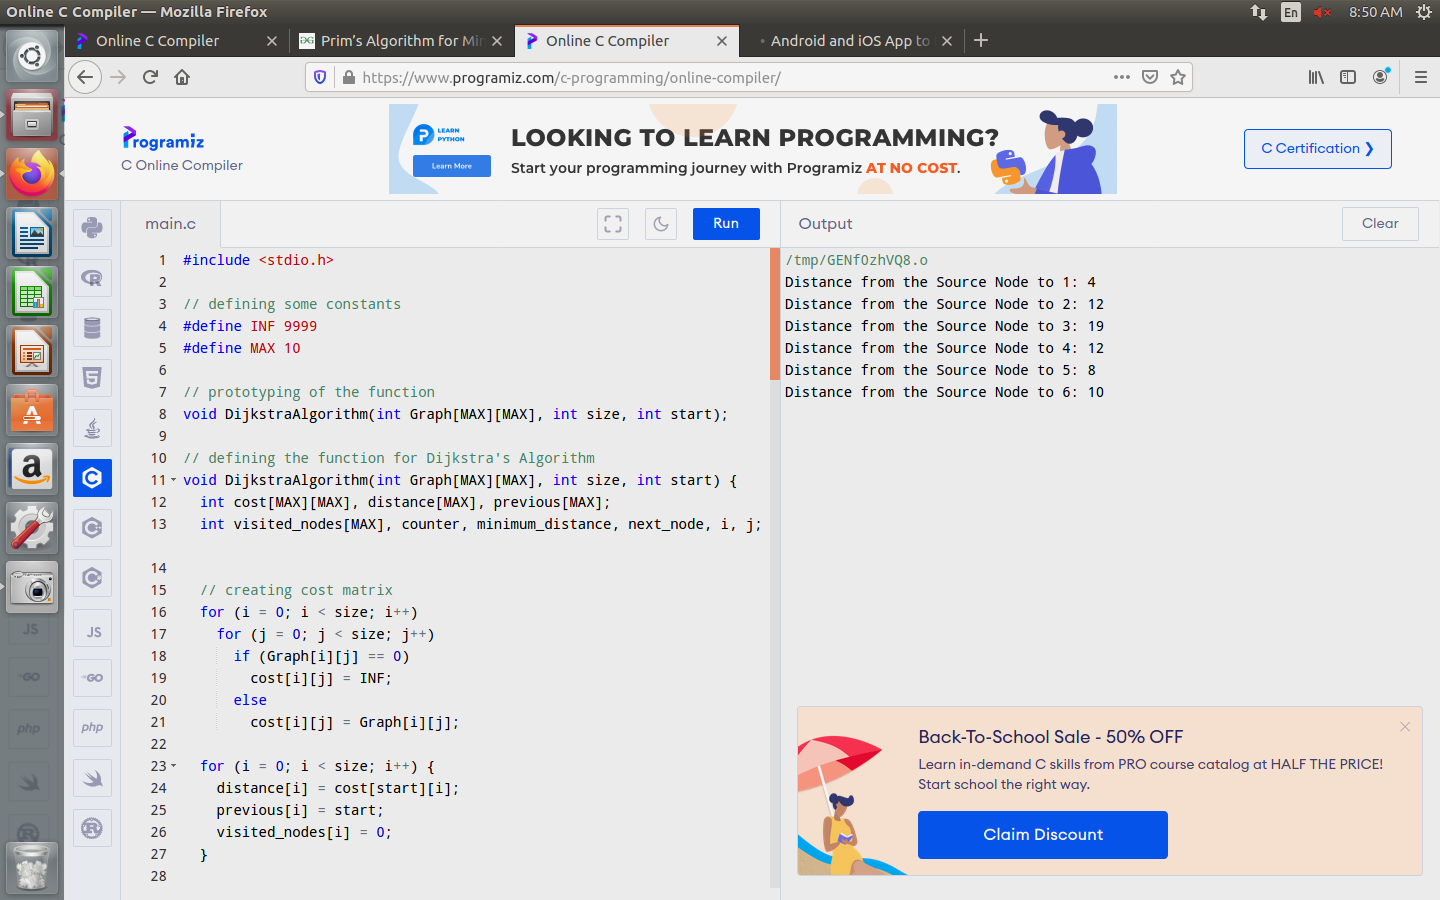 Online C Compiler — Mozilla Firefox
En
8:50 AM
Online C Compiler
Prim's Algorithm for Min
Online C Compiler
Android and iOS App to
https://www.programiz.com/c-programming/online-compiler/
Programiz
C Online Compiler
LEARN
PYTHON
Learn More
LOOKING TO LEARN PROGRAMMING?
Start your programming journey with Programiz AT NO COST.
C Certification ❯
main.c
Run
Output
Clear
1 #include <stdio.h>
2
3 // defining some constants
4 #define INF 9999
5 #define MAX 10
6
7 // prototyping of the function
8 void DijkstraAlgorithm(int Graph[MAX][MAX], int size, int start);
9
10 // defining the function for Dijkstra's Algorithm
11 void DijkstraAlgorithm(int Graph[MAX][MAX], int size, int start) {
12 int cost[MAX][MAX], distance[MAX], previous[MAX];
13 int visited_nodes[MAX], counter, minimum_distance, next_node, i, j;
14
15 // creating cost matrix
16 for (i = 0; i < size; i++)
17 for (j = 0; j < size; j++)
18 if (Graph[i][j] == 0)
19 cost[i][j] = INF;
20 else
21 cost[i][j] = Graph[i][j];
22
23 for (i = 0; i < size; i++) {
24 distance[i] = cost[start][i];
25 previous[i] = start;
26 visited_nodes[i] = 0;
27 }
28
/tmp/GENfOzhVQ8.o
Distance from the Source Node to 1: 4
Distance from the Source Node to 2: 12
Distance from the Source Node to 3: 19
Distance from the Source Node to 4: 12
Distance from the Source Node to 5: 8
Distance from the Source Node to 6: 10
Back-To-School Sale - 50% OFF
Learn in-demand C skills from PRO course catalog at HALF THE PRICE!
Start school the right way.
Claim Discount
JS
GO
php
JS
GO
php